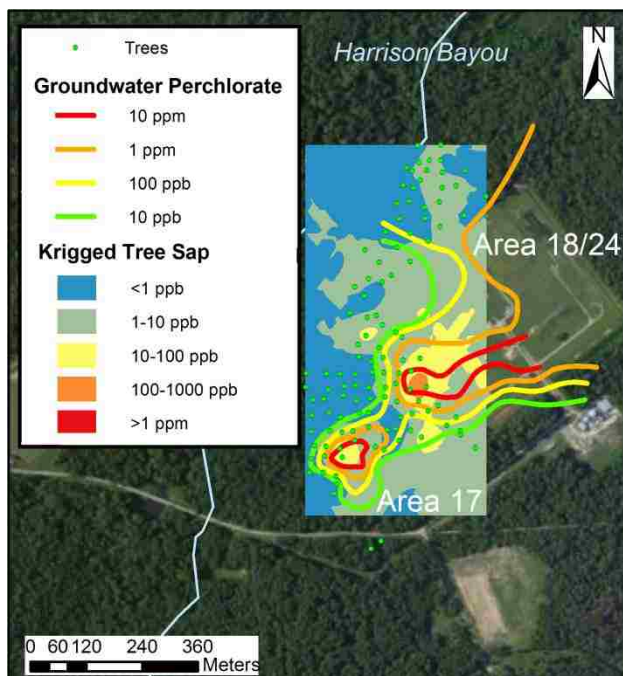 Trees
Groundwater Perchlorate
10 ppm
1 ppm
100 ppb
10 ppb
Krigged Tree Sap
<1 ppb
1-10 ppb
10-100 ppb
100-1000 ppb
>1 ppm
Harrison Bayou
N
Area 18/24
Area 17
0 60 120 240 360
Meters